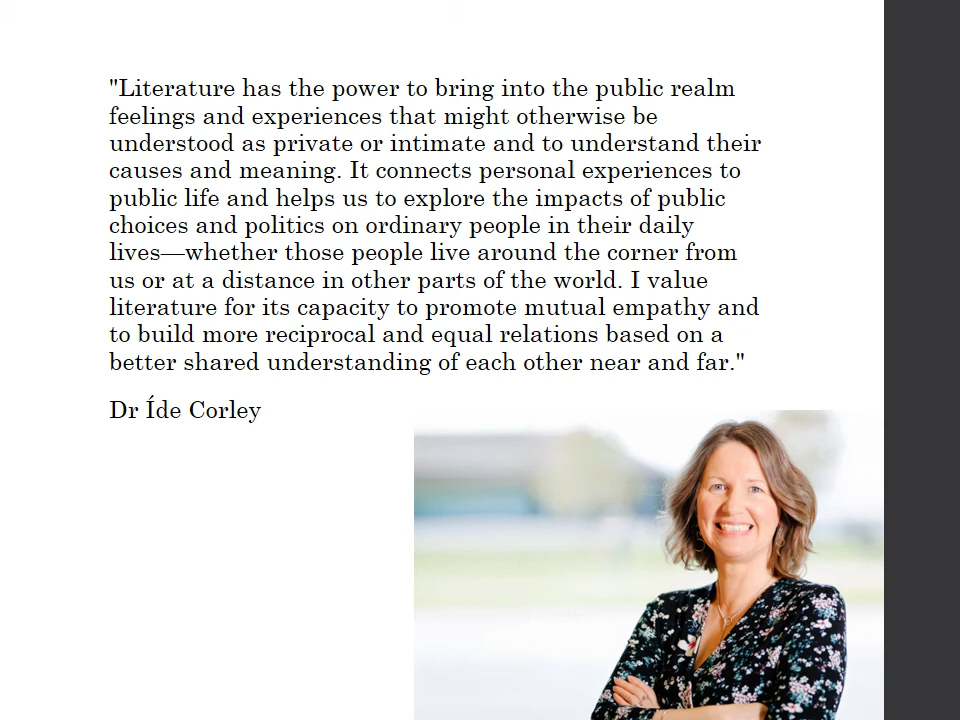 "Literature has the power to bring into the public realm
feelings and experiences that might otherwise be
understood as private or intimate and to understand their
causes and meaning. It connects personal experiences to
public life and helps us to explore the impacts of public
choices and politics on ordinary people in their daily
lives—whether those people live around the corner from
us or at a distance in other parts of the world. I value
literature for its capacity to promote mutual empathy and
to build more reciprocal and equal relations based on a
better shared understanding of each other near and far."
Dr Íde Corley